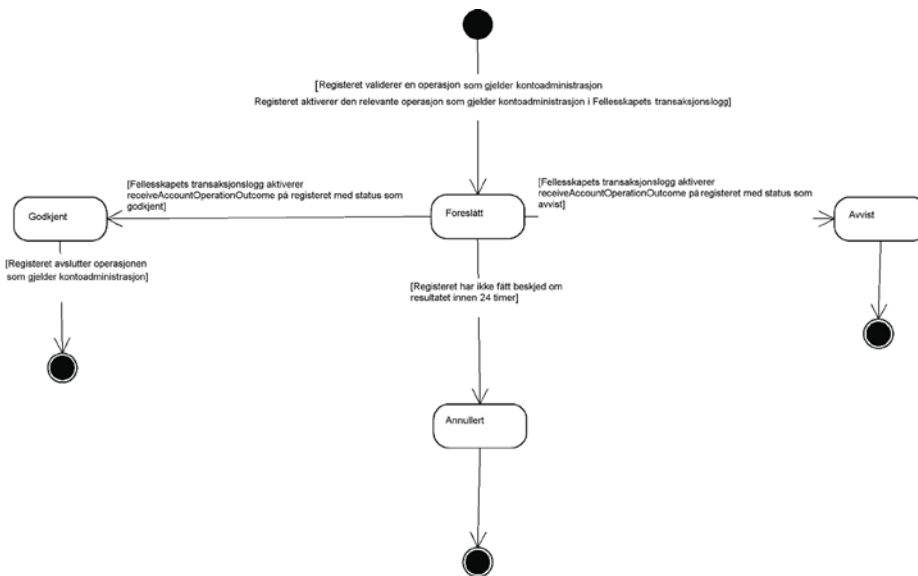 [Registeret validerer en operasjon som gjelder kontoadministrasjon
Registeret aktiverer den relevante operasjon som gjelder kontoadministrasjon i Fellesskapets transaksjonslogg]
[Fellesskapets transaksjonslogg aktiverer
receiveAccountOperationOutcome på registeret med status som
godkjent]
[Fellesskapets transaksjonslogg aktiverer
receiveAccountOperationOutcome på registeret med status som
avvist]
Godkjent
Foreslått
Avvist
[Registeret avslutter operasjonen
som gjelder kontoadministrasjon]
[Registeret har ikke fått beskjed om
resultatet innen 24 timer]
Annullert